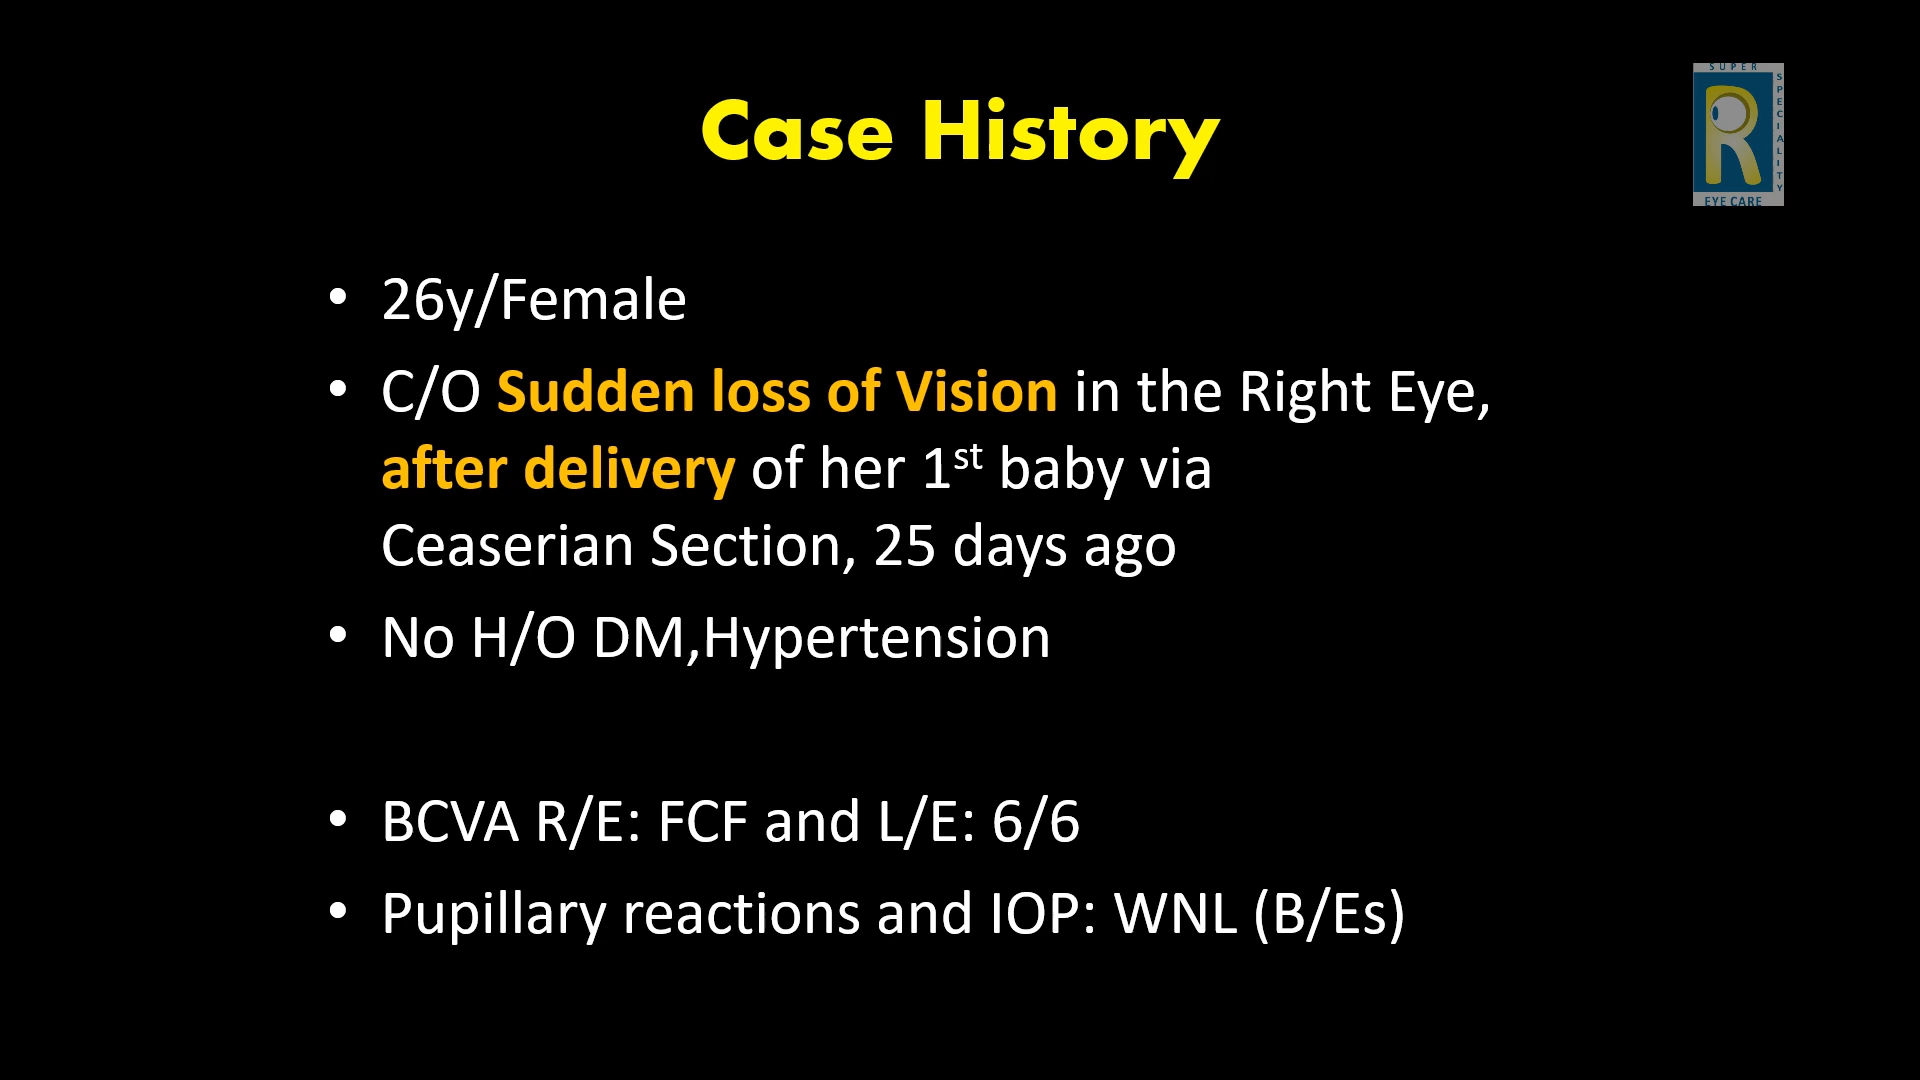 Case History
SUPER
SPECIALITY
R
EYE CARE
• 26y/Female
• C/O Sudden loss of Vision in the Right Eye,
after delivery of her 1st baby via
Ceaserian Section, 25 days ago
• No H/O DM,Hypertension
• BCVA R/E: FCF and L/E: 6/6
• Pupillary reactions and IOP: WNL (B/Es)